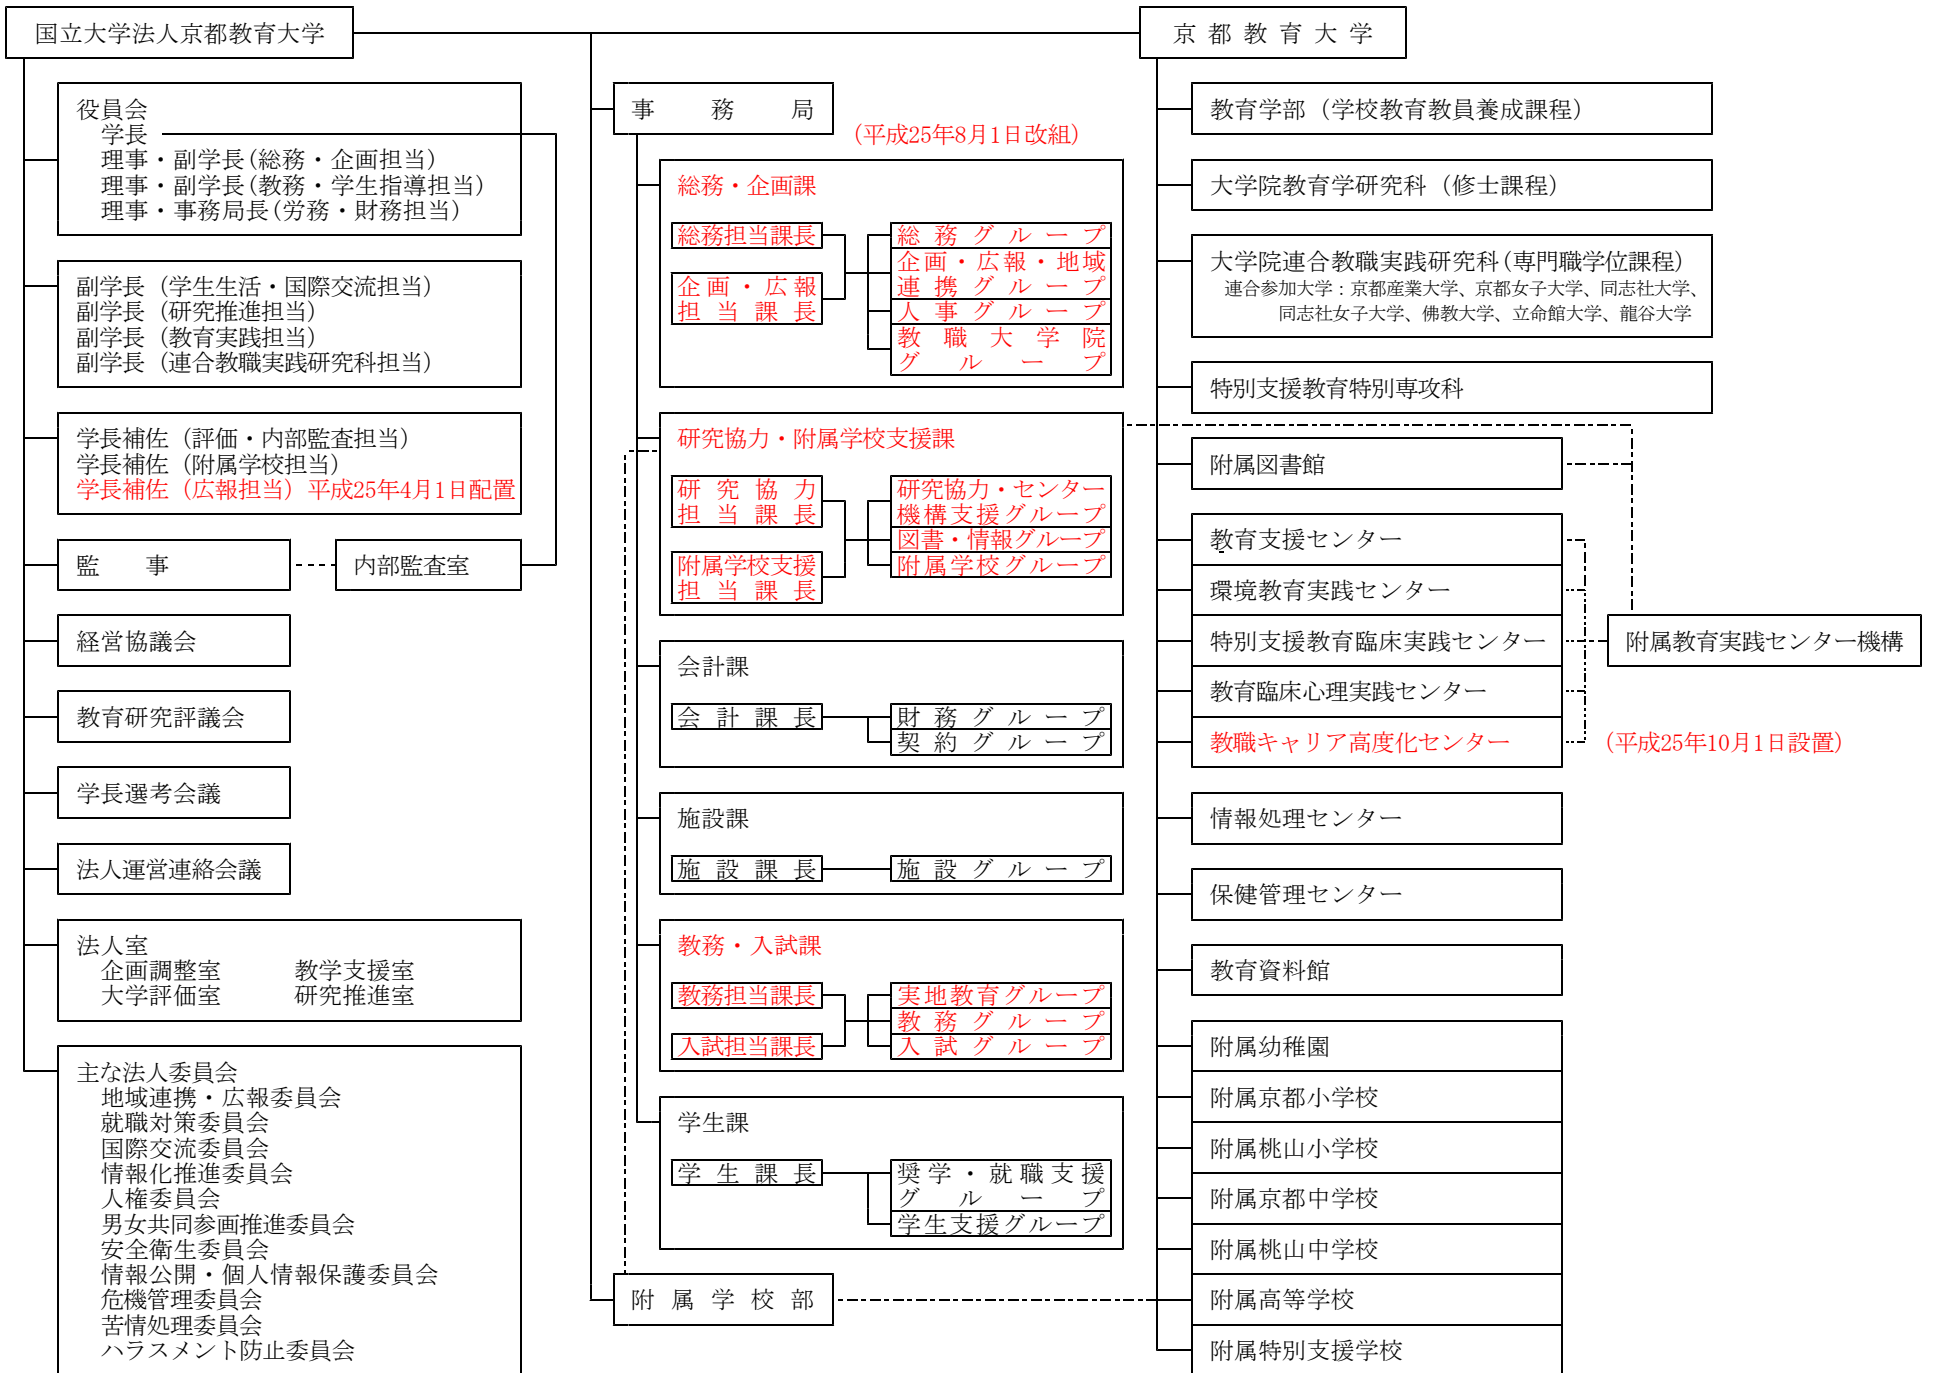 国立大学法人京都教育大学
役員会
学長
理事・副学長(総務・企画担当)
理事・副学長(教務・学生指導担当)
理事・事務局長(労務・財務担当)
副学長（学生生活・国際交流担当）
副学長（研究推進担当）
副学長（教育実践担当）
副学長（連合教職実践研究科担当）
学長補佐（評価・内部監査担当）
学長補佐（附属学校担当）
学長補佐（広報担当）平成25年4月1日配置
監　事
内部監査室
経営協議会
教育研究評議会
学長選考会議
法人運営連絡会議
法人室
企画調整室　教学支援室
大学評価室　研究推進室
主な法人委員会
地域連携・広報委員会
就職対策委員会
国際交流委員会
情報化推進委員会
人権委員会
男女共同参画推進委員会
安全衛生委員会
情報公開・個人情報保護委員会
危機管理委員会
苦情処理委員会
ハラスメント防止委員会
事務局
（平成25年8月1日改組）
総務・企画課
総務担当課長
企画・広報
担当課長
総務グループ
企画・広報・地域
連携グループ
人事グループ
教職大学院
グループ
研究協力・附属学校支援課
研究協力
担当課長
附属学校支援
担当課長
研究協力・センター
機構支援グループ
図書・情報グループ
附属学校グループ
会計課
会計課長
財務グループ
契約グループ
施設課
施設課長
施設グループ
教務・入試課
教務担当課長
入試担当課長
実地教育グループ
教務グループ
入試グループ
学生課
学生課長
奨学・就職支援
グループ
学生支援グループ
附属学校部
京都教育大学
教育学部（学校教育教員養成課程）
大学院教育学研究科（修士課程）
大学院連合教職実践研究科(専門職学位課程)
連合参加大学：京都産業大学、京都女子大学、同志社大学、
同志社女子大学、佛教大学、立命館大学、龍谷大学
特別支援教育特別専攻科
附属図書館
教育支援センター
環境教育実践センター
特別支援教育臨床実践センター
教育臨床心理実践センター
教職キャリア高度化センター
（平成25年10月1日設置）
附属教育実践センター機構
情報処理センター
保健管理センター
教育資料館
附属幼稚園
附属京都小学校
附属桃山小学校
附属京都中学校
附属桃山中学校
附属高等学校
附属特別支援学校